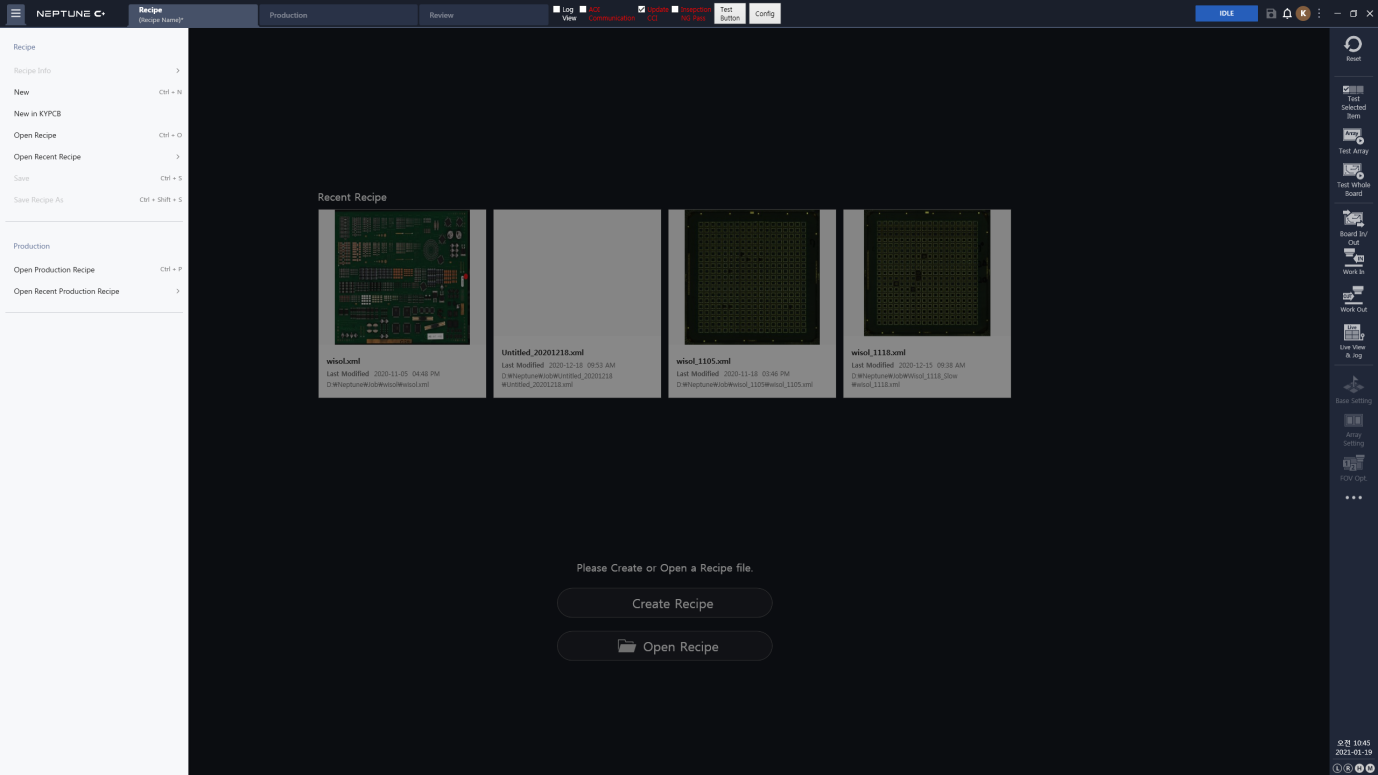 NEPTUNE C+
Recipe
(Recipe Name)*
Production
Review
Log
View
AOI
Communication
Update
CCI
Insepction
NG Pass
Test
Button
Config
IDLE
K
Recipe
Recipe Info
New Ctrl + N
New in KYPCB
Open Recipe Ctrl + O
Open Recent Recipe
Save Ctrl + S
Save Recipe As Ctrl + Shift + S
Production
Open Production Recipe Ctrl + P
Open Recent Production Recipe
Recent Recipe
wisol.xml
Last Modified 2020-11-05 04:48 PM
D:₩Neptune₩Job₩wisol₩wisol.xml
Untitled_20201218.xml
Last Modified 2020-12-18 09:53 AM
D:₩Neptune₩Job₩Untitled_20201218
₩Untitled_20201218.xml
wisol_1105.xml
Last Modified 2020-11-18 03:46 PM
D:₩Neptune₩Job₩wisol_1105₩wisol_1105.xml
wisol_1118.xml
Last Modified 2020-12-15 09:38 AM
D:₩Neptune₩Job₩Wisol_1118_Slow
₩wisol_1118.xml
Please Create or Open a Recipe file.
Create Recipe
Open Recipe
Reset
Test
Selected
Item
Array
Test Array
Test Whole
Board
Board In/
Out
IN
Work In
OUT
Work Out
Live
Live View
& Jog
Base Setting
Array
Setting
1 2
FOV Opt.
오전 10:45
2021-01-19
L R H M